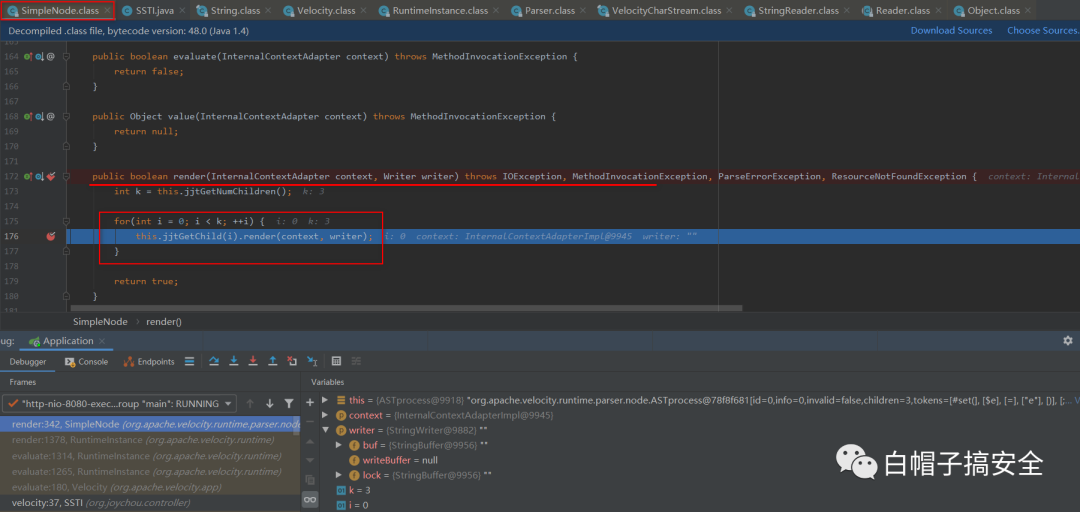 SimpleNode.class
SSTI.java
String.class
Velocity.class
RuntimeInstance.class
Parser.class
VelocityCharStream.class
StringReader.class
Reader.class
Object.class
Decompiled .class file, bytecode version: 48.0 (Java 1.4)
Download Sources
Choose Sources.
163
164 public boolean evaluate(InternalContextAdapter context) throws MethodInvocationException {
165 return false;
166 }
167
168 public Object value(InternalContextAdapter context) throws MethodInvocationException {
169 return null;
170 }
171
172 public boolean render(InternalContextAdapter context, Writer writer) throws IOException, MethodInvocationException, ParseErrorException, ResourceNotFoundException { context: Internal
173 int k = this.jjtGetNumChildren(); k: 3
174
175 for(int i = 0; i < k; ++i) { i: 0 k: 3
176 this.jjtGetChild(i).render(context, writer); i: 0 context: InternalContextAdapterImpl@9945 writer: ""
177 }
178
179 return true;
180 }
181
SimpleNode › render()
ug: Application
Debugger
Console
Endpoints
Frames
Variables
"http-nio-8080-exec...roup "main": RUNNING
render:342, SimpleNode (org.apache.velocity.runtime.parser.node
render:1378, RuntimeInstance (org.apache.velocity.runtime)
evaluate:1314, RuntimeInstance (org.apache.velocity.runtime)
evaluate:1265, RuntimeInstance (org.apache.velocity.runtime)
evaluate:180, Velocity (org.apache.velocity.app)
velocity:37, SSTI (org.joychou.controller)
this = {ASTprocess@9918} "org.apache.velocity.runtime.parser.node.ASTprocess@78f8f681[id=0,info=0,invalid=false,children=3,tokens=[#set(], [$e], [=], ["e"], [)], [;
context = {InternalContextAdapterImpl@9945}
writer = {StringWriter@9882} ""
buf = {StringBuffer@9956} ""
writeBuffer = null
lock = {StringBuffer@9956} ""
k = 3
i = 0
白帽子搞安全